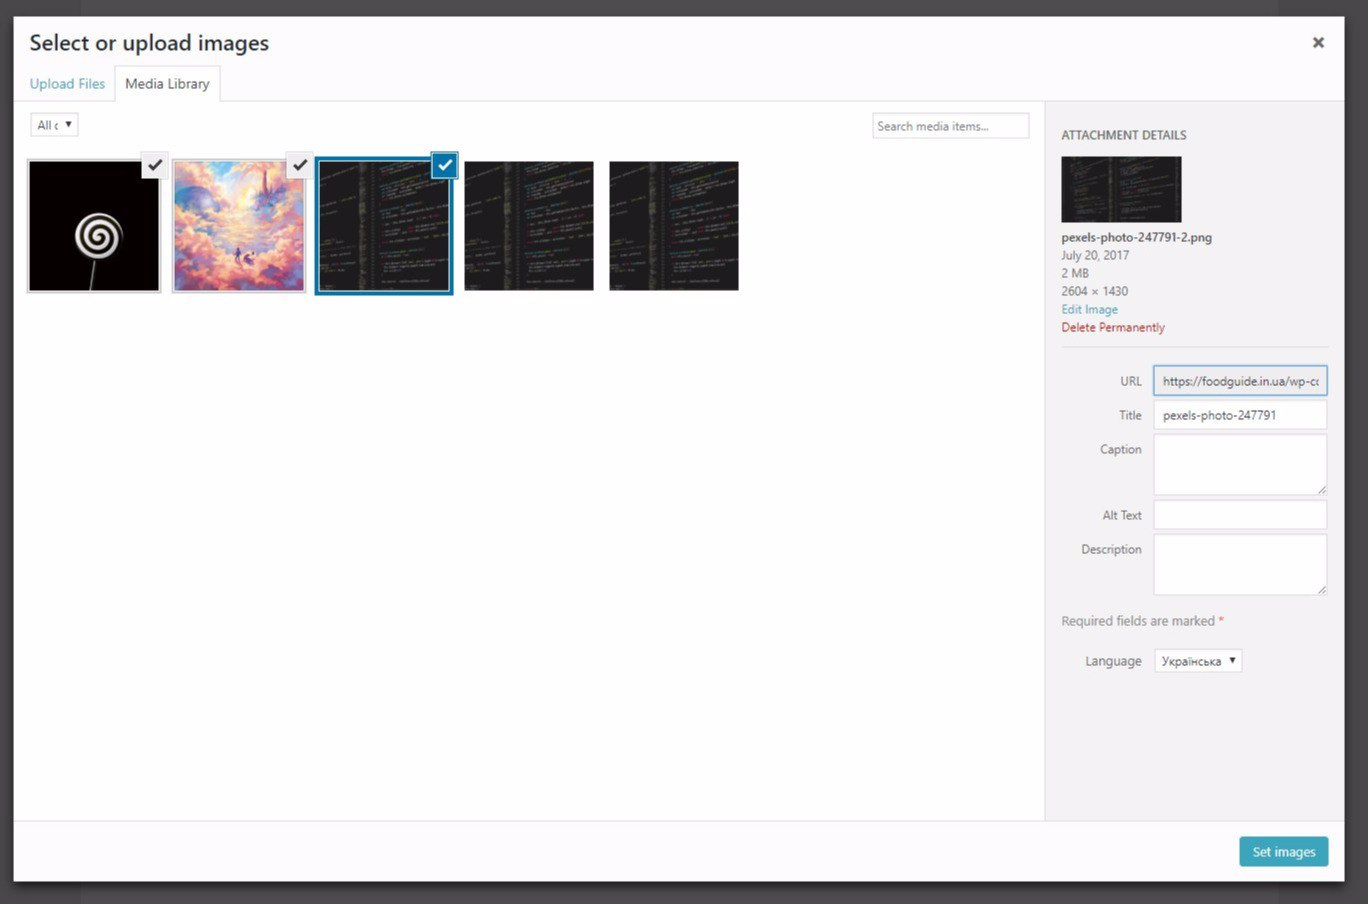 Select or upload images
Upload Files
Media Library
All
Search media items...
ATTACHMENT DETAILS
pexels-photo-247791-2.png
July 20, 2017
2 MB
2604 × 1430
Edit Image
Delete Permanently
URL https://foodguide.in.ua/wp-co
Title pexels-photo-247791
Caption
Alt Text
Description
Required fields are marked *
Language Українська
Set images